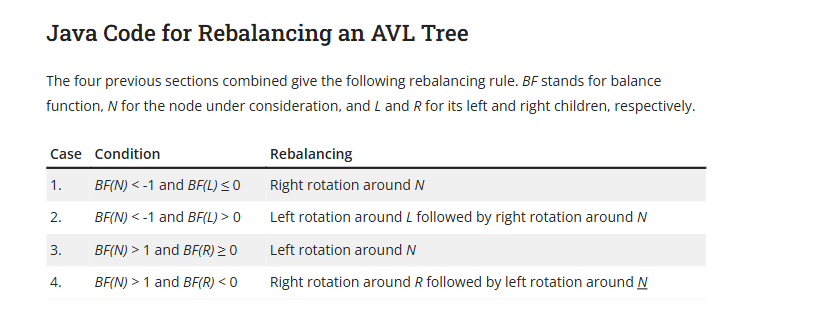 Java Code for Rebalancing an AVL Tree
The four previous sections combined give the following rebalancing rule. BF stands for balance
function, N for the node under consideration, and L and R for its left and right children, respectively.
Case Condition Rebalancing
1. BF(N) < -1 and BF(L) ≤ 0 Right rotation around N
2. BF(N) < -1 and BF(L) > 0 Left rotation around L followed by right rotation around N
3. BF(N) > 1 and BF(R) ≥ 0 Left rotation around N
4. BF(N) > 1 and BF(R) < 0 Right rotation around R followed by left rotation around N